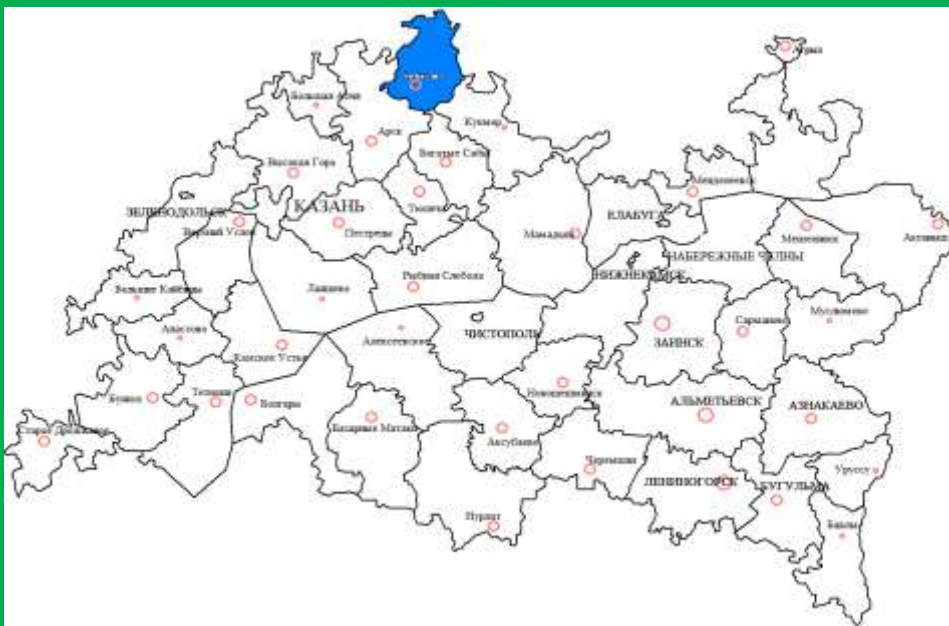 Агрыз
Большая Атня
Кукмор
Арск
Богатые Сабы
Высокая Гора
Менделеевск
ЗЕЛЕНОДОЛЬСК
КАЗАНЬ
Тюлячи
ЕЛАБУГА
Верхний Услон
Пестрецы
Мамадыш
Мензелинск
Актаныш
НАБЕРЕЖНЫЕ ЧЕЛНЫ
Рыбная Слобода
НИЖНЕКАМСК
Большие Кайбицы
Лаишево
Апастово
Алексеевское
ЧИСТОПОЛЬ
Сарманово
Муслюмово
Камское Устье
ЗАИНСК
Буинск
Тетюши
Болгары
Новошешминск
АЛЬМЕТЬЕВСК
АЗНАКАЕВО
Базарные Матаки
Аксубаево
Черемшан
Уруссу
ЛЕНИНОГОРСК
БУГУЛЬМА
Нурлат
Бавлы